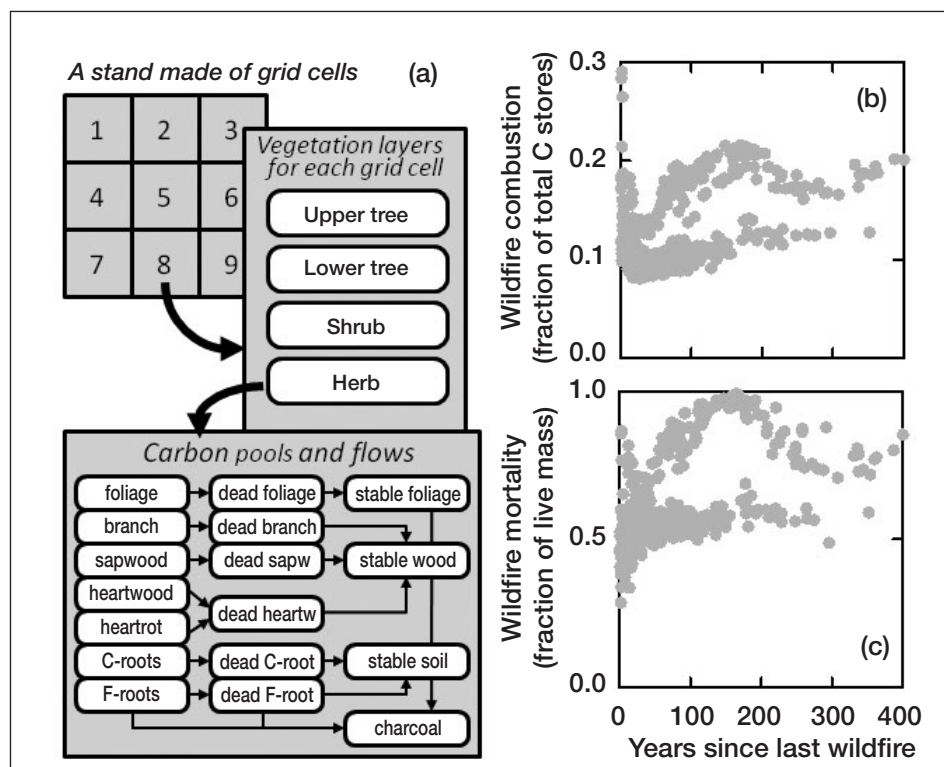 A stand made of grid cells
(a)
1 2 3
4 5 6
7 8 9
Vegetation layers
for each grid cell
Upper tree
Lower tree
Shrub
Herb
Carbon pools and flows
foliage dead foliage stable foliage
branch dead branch
sapwood dead sapw stable wood
heartwood
dead heartw
heartrot
C-roots dead C-root stable soil
F-roots dead F-root
charcoal
Wildfire combustion
(fraction of total C stores)
0.3
0.2
0.1
0.0
(b)
Wildfire mortality
(fraction of live mass)
1.0
0.5
0.0
(c)
0 100 200 300 400
Years since last wildfire